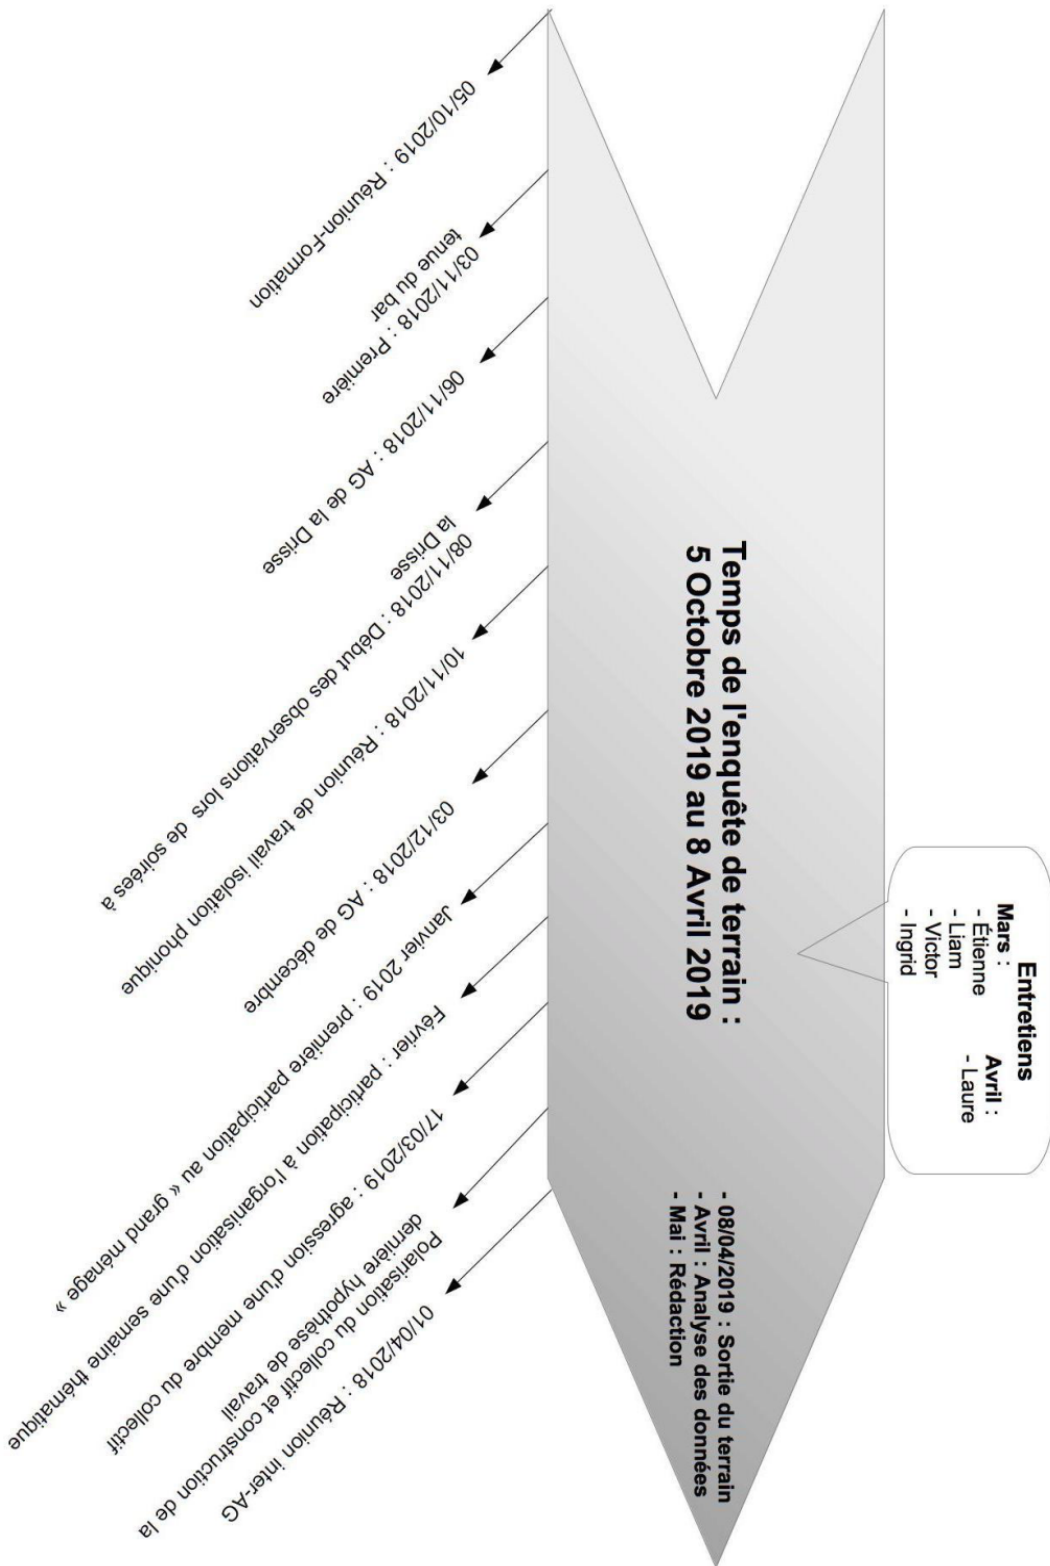 Entretiens
Mars :
- Étienne
- Liam
- Victor
- Ingrid
Avril :
- Laure
Temps de l'enquête de terrain :
5 Octobre 2019 au 8 Avril 2019
- 08/04/2019 : Sortie du terrain
- Avril : Analyse des données
- Mai : Rédaction
05/10/2019 : Réunion-Formation
03/11/2018 : Première
tenue du bar
06/11/2018 : AG de la Drisse
08/11/2018 : Début des observations lors de soirées à
la Drisse
10/11/2018 : Réunion de travail isolation phonique
03/12/2018 : AG de décembre
Janvier 2019 : première participation au « grand ménage »
Février : participation à l'organisation d'une semaine thématique
17/03/2019 : agression d'une membre du collectif
Polarisation du collectif et construction de la
dernière hypothèse de travail
01/04/2018 : Réunion inter-AG